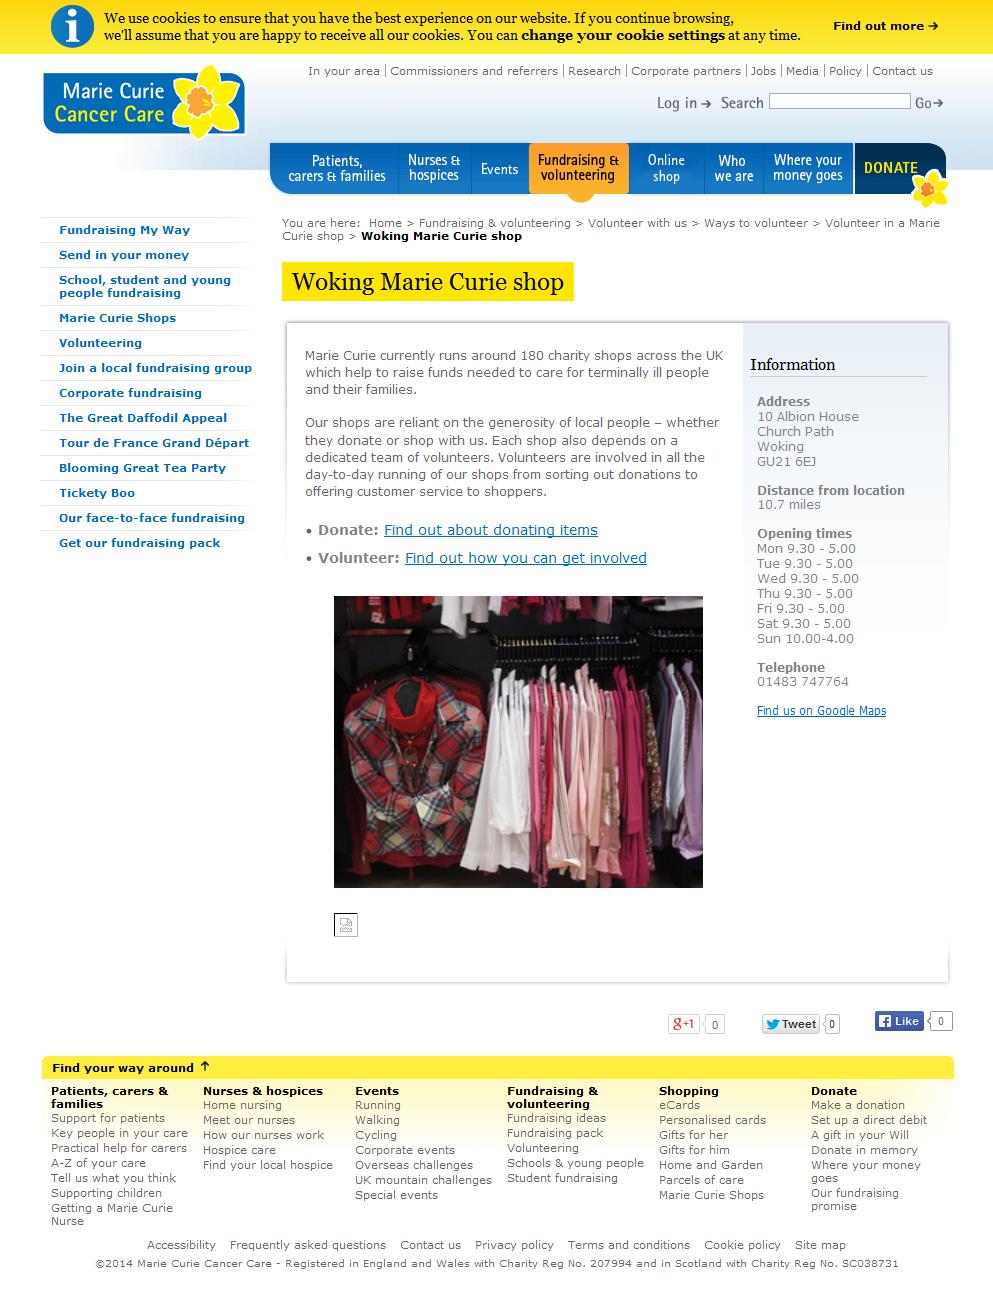 We use cookies to ensure that you have the best experience on our website. If you continue browsing,
we'll assume that you are happy to receive all our cookies. You can change your cookie settings at any time.
Find out more →
Marie Curie
Cancer Care
In your area | Commissioners and referrers | Research | Corporate partners | Jobs | Media | Policy | Contact us
Log in → Search Go→
Patients,
carers & families
Nurses &
hospices
Events
Fundraising &
volunteering
Online
shop
Who
we are
Where your
money goes
DONATE
Fundraising My Way
Send in your money
School, student and young
people fundraising
Marie Curie Shops
Volunteering
Join a local fundraising group
Corporate fundraising
The Great Daffodil Appeal
Tour de France Grand Départ
Blooming Great Tea Party
Tickety Boo
Our face-to-face fundraising
Get our fundraising pack
You are here: Home > Fundraising & volunteering > Volunteer with us > Ways to volunteer > Volunteer in a Marie
Curie shop > Woking Marie Curie shop
Woking Marie Curie shop
Marie Curie currently runs around 180 charity shops across the UK
which help to raise funds needed to care for terminally ill people
and their families.
Our shops are reliant on the generosity of local people – whether
they donate or shop with us. Each shop also depends on a
dedicated team of volunteers. Volunteers are involved in all the
day-to-day running of our shops from sorting out donations to
offering customer service to shoppers.
• Donate: Find out about donating items
• Volunteer: Find out how you can get involved
Information
Address
10 Albion House
Church Path
Woking
GU21 6EJ
Distance from location
10.7 miles
Opening times
Mon 9.30 - 5.00
Tue 9.30 - 5.00
Wed 9.30 - 5.00
Thu 9.30 - 5.00
Fri 9.30 - 5.00
Sat 9.30 - 5.00
Sun 10.00-4.00
Telephone
01483 747764
Find us on Google Maps
g+1 0
Tweet 0
Like 0
Find your way around ↑
Patients, carers &
families
Support for patients
Key people in your care
Practical help for carers
A-Z of your care
Tell us what you think
Supporting children
Getting a Marie Curie
Nurse
Nurses & hospices
Home nursing
Meet our nurses
How our nurses work
Hospice care
Find your local hospice
Events
Running
Walking
Cycling
Corporate events
Overseas challenges
UK mountain challenges
Special events
Fundraising &
volunteering
Fundraising ideas
Fundraising pack
Volunteering
Schools & young people
Student fundraising
Shopping
eCards
Personalised cards
Gifts for her
Gifts for him
Home and Garden
Parcels of care
Marie Curie Shops
Donate
Make a donation
Set up a direct debit
A gift in your Will
Donate in memory
Where your money
goes
Our fundraising
promise
Accessibility Frequently asked questions Contact us Privacy policy Terms and conditions Cookie policy Site map
©2014 Marie Curie Cancer Care - Registered in England and Wales with Charity Reg No. 207994 and in Scotland with Charity Reg No. SC038731